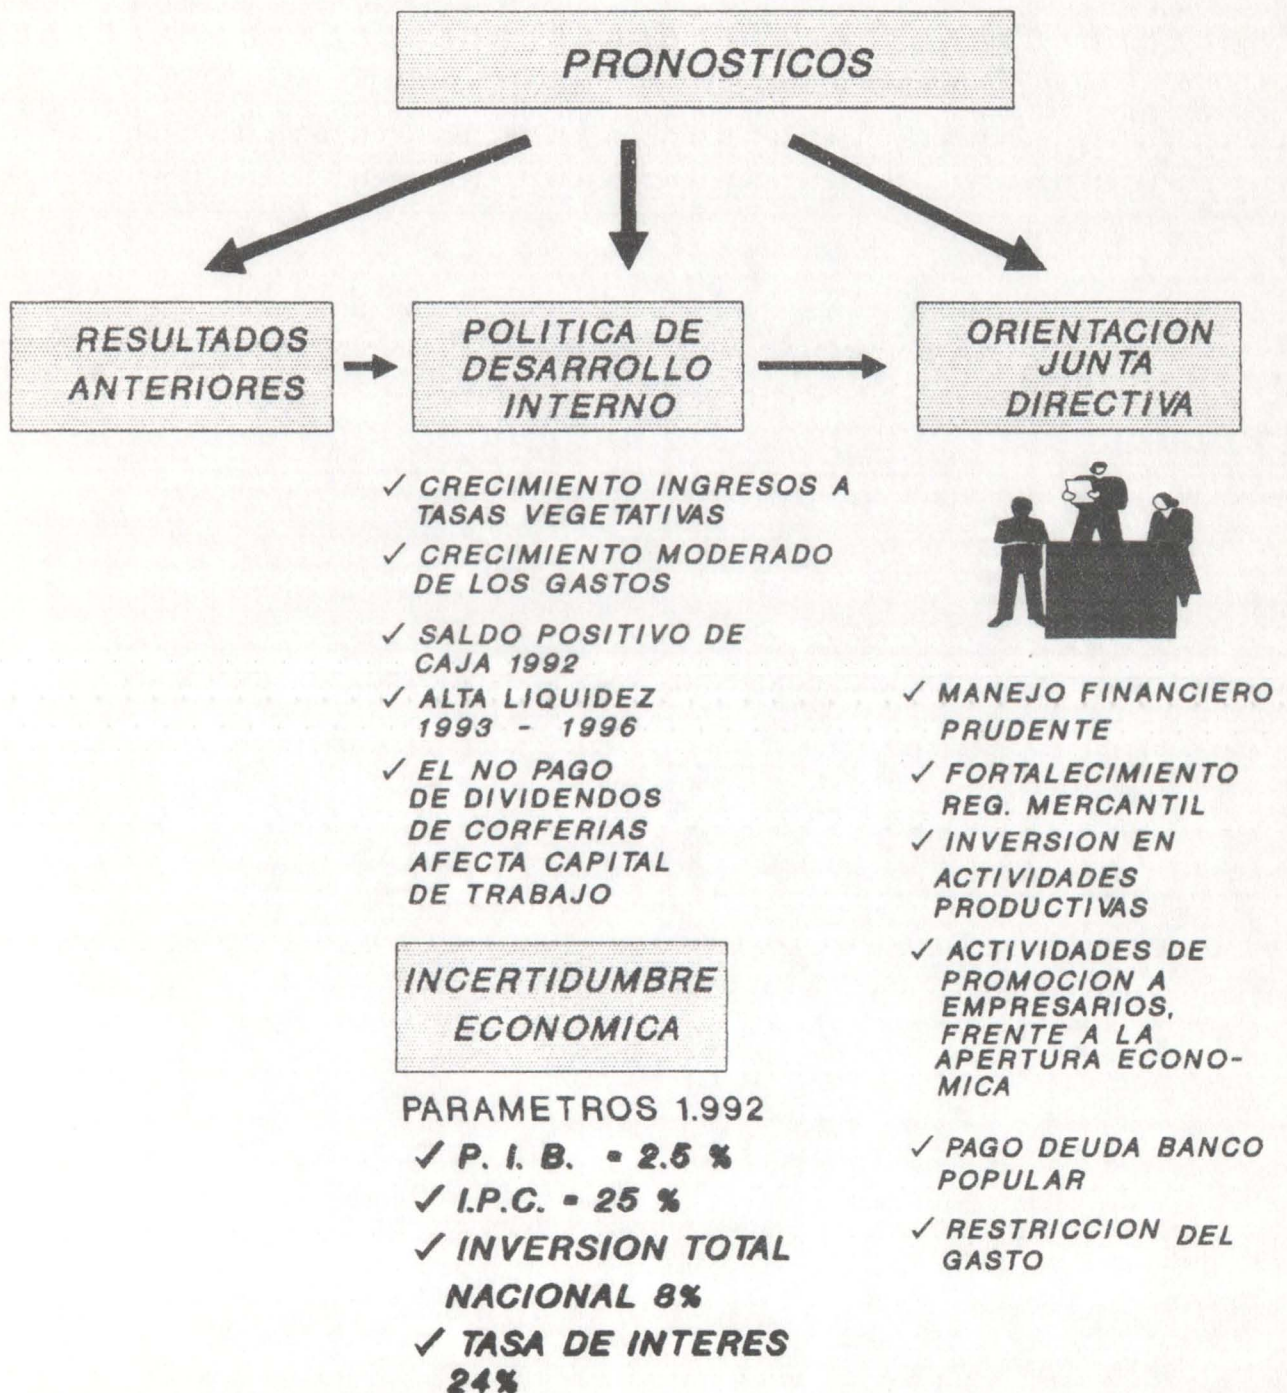 PRONOSTICOS
RESULTADOS
ANTERIORES
POLITICA DE
DESARROLLO
INTERNO
ORIENTACION
JUNTA
DIRECTIVA
✓ CRECIMIENTO INGRESOS A
TASAS VEGETATIVAS
✓ CRECIMIENTO MODERADO
DE LOS GASTOS
✓ SALDO POSITIVO DE
CAJA 1992
✓ ALTA LIQUIDEZ
1993 - 1996
✓ EL NO PAGO
DE DIVIDENDOS
DE CORFERIAS
AFECTA CAPITAL
DE TRABAJO
INCERTIDUMBRE
ECONOMICA
PARAMETROS 1.992
✓ P. I. B. = 2.5 %
✓ I.P.C. = 25 %
✓ INVERSION TOTAL
NACIONAL 8%
✓ TASA DE INTERES
24%
✓ MANEJO FINANCIERO
PRUDENTE
✓ FORTALECIMIENTO
REG. MERCANTIL
✓ INVERSION EN
ACTIVIDADES
PRODUCTIVAS
✓ ACTIVIDADES DE
PROMOCION A
EMPRESARIOS,
FRENTE A LA
APERTURA ECONO-
MICA
✓ PAGO DEUDA BANCO
POPULAR
✓ RESTRICCION DEL
GASTO